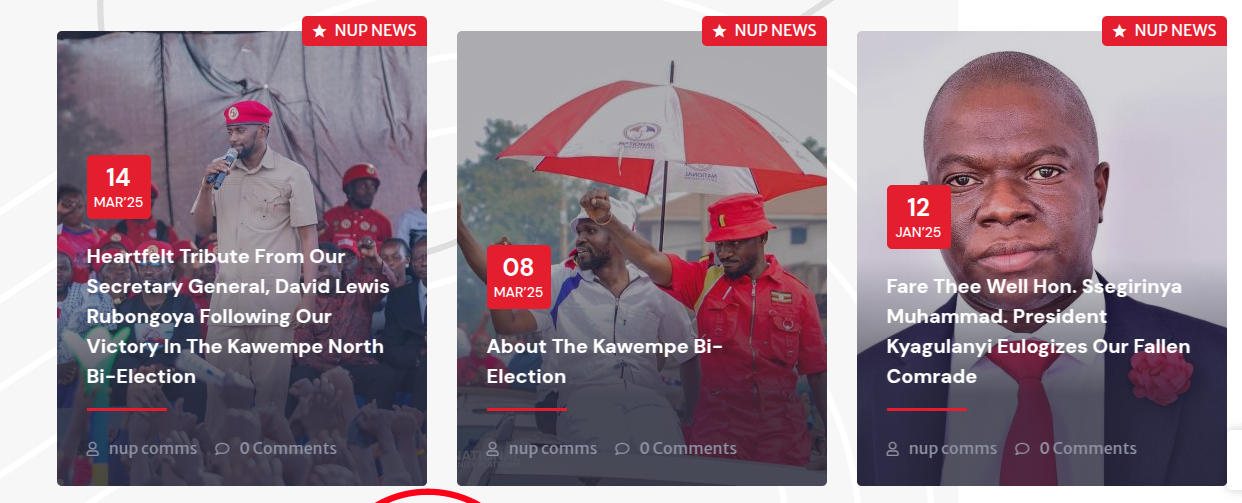 NUP NEWS
14
MAR'25
Heartfelt Tribute From Our
Secretary General, David Lewis
Rubongoya Following Our
Victory In The Kawempe North
Bi-Election
nup comms 0 Comments
NUP NEWS
NATIONAL
08
MAR'25
About The Kawempe Bi-
Election
nup comms 0 Comments
NUP NEWS
12
JAN'25
Fare Thee Well Hon. Ssegirinya
Muhammad. President
Kyagulanyi Eulogizes Our Fallen
Comrade
nup comms 0 Comments